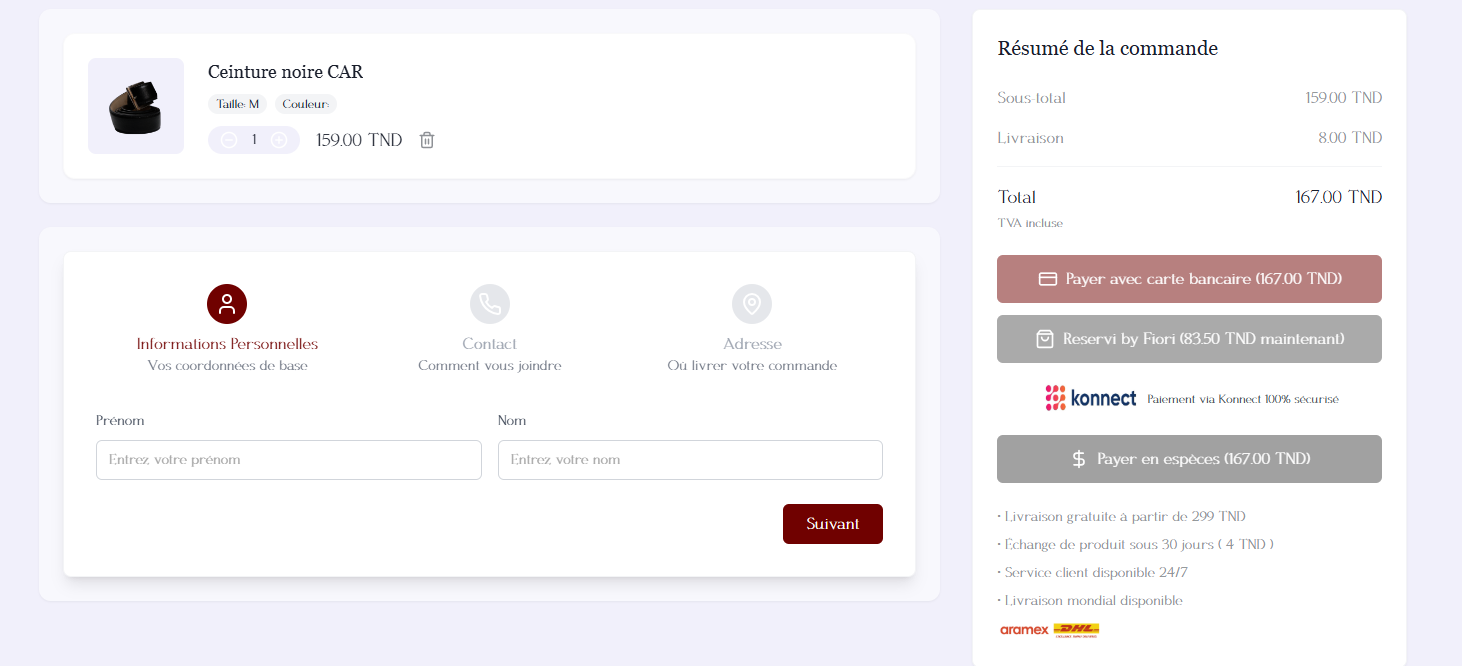 Ceinture noire CAR
Taille: M
Couleur:
1
159.00 TND
Informations Personnelles
Vos coordonnées de base
Contact
Comment vous joindre
Adresse
Où livrer votre commande
Prénom
Nom
Entrez votre prénom
Entrez votre nom
Suivant
Résumé de la commande
Sous-total 159.00 TND
Livraison 8.00 TND
Total 167.00 TND
TVA incluse
Payer avec carte bancaire (167.00 TND)
Reservi by Fiori (83.50 TND maintenant)
konnect Paiement via Konnect 100% sécurisé
Payer en espèces (167.00 TND)
• Livraison gratuite à partir de 299 TND
• Échange de produit sous 30 jours ( 4 TND )
• Service client disponible 24/7
• Livraison mondial disponible
aramex DHL